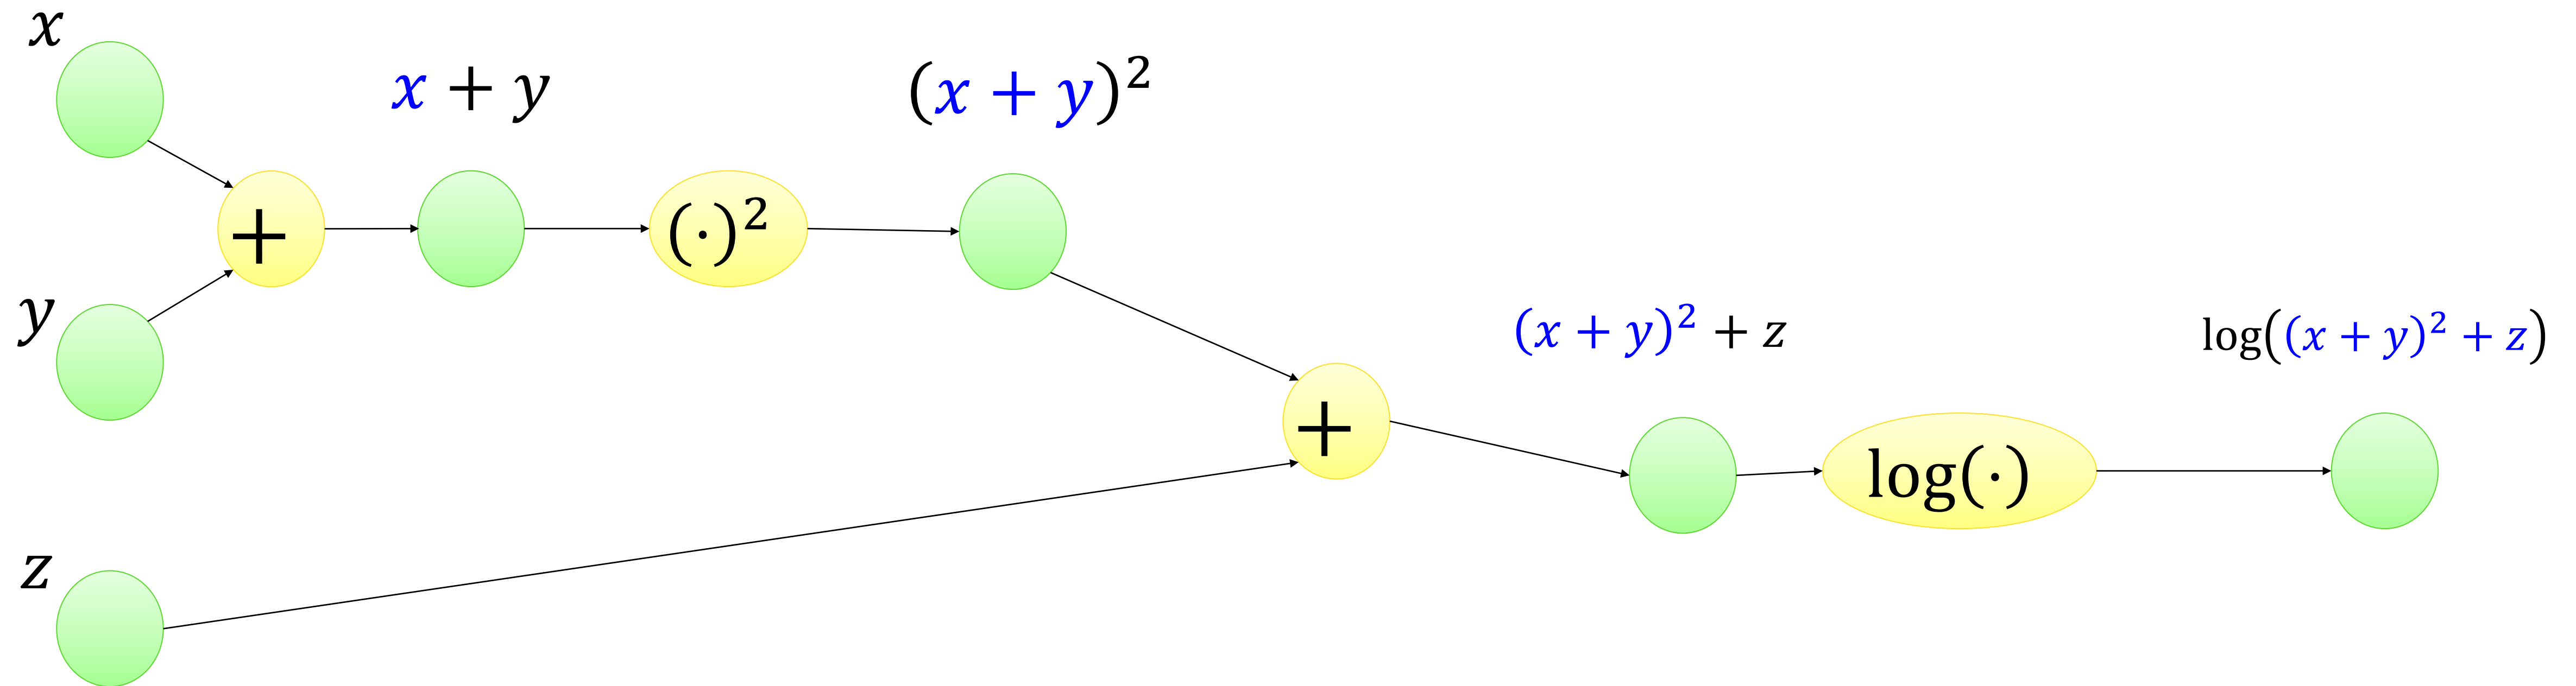 x
x + y
(x + y)²
+
(·)²
y
(x + y)² + z
log((x + y)² + z)
+
log(·)
z